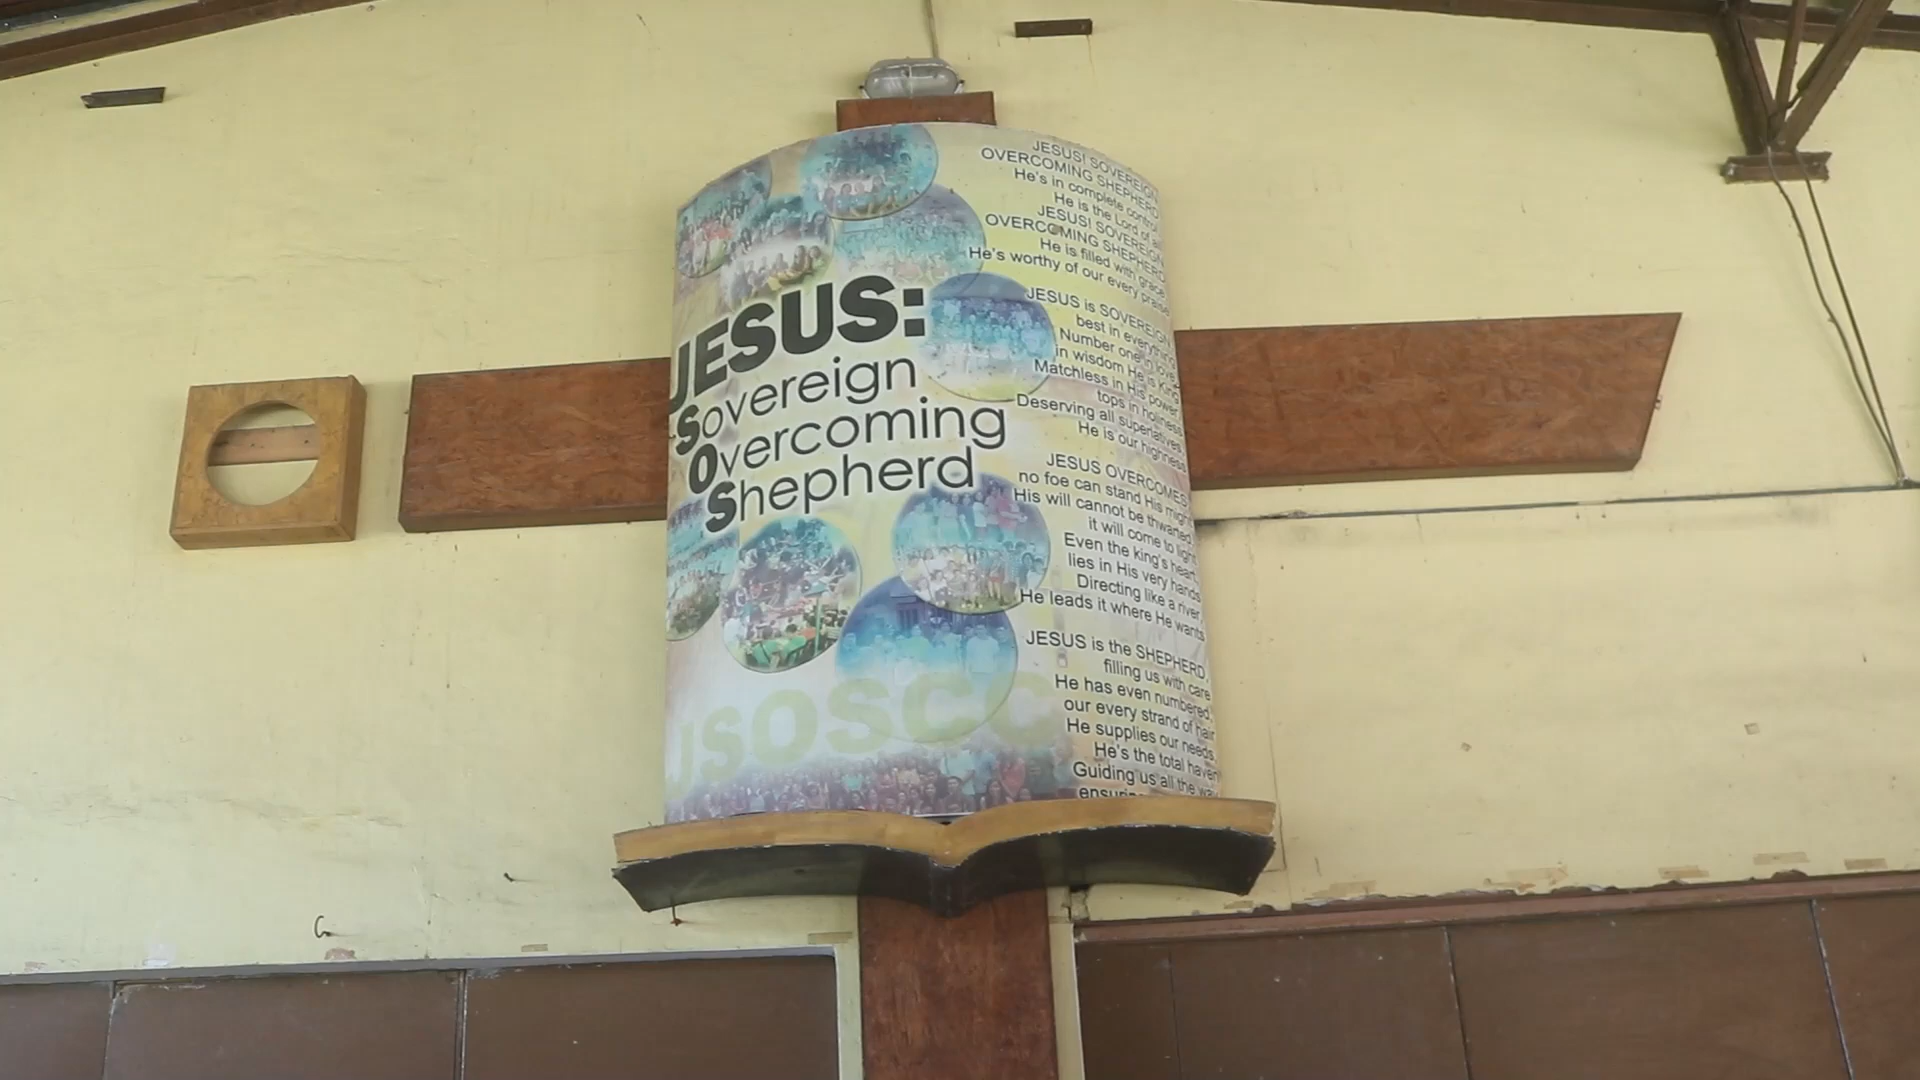 JESUS:
Sovereign
Overcoming
Shepherd
JSOSCC
JESUS! SOVEREIGN
OVERCOMING SHEPHERD
He's in complete control
He is the Lord of all
JESUS! SOVEREIGN
OVERCOMING SHEPHERD
He is filled with grace
He's worthy of our every praise
JESUS is SOVEREIGN
best in everything
Number one in love,
in wisdom He is King
Matchless in His power,
tops in holiness
Deserving all superlatives,
He is our highness
JESUS OVERCOMES,
no foe can stand His might
His will cannot be thwarted,
it will come to light
Even the king's heart,
lies in His very hands
Directing like a river,
He leads it where He wants
JESUS is the SHEPHERD,
filling us with care
He has even numbered,
our every strand of hair
He supplies our needs,
He's the total haven
Guiding us all the way